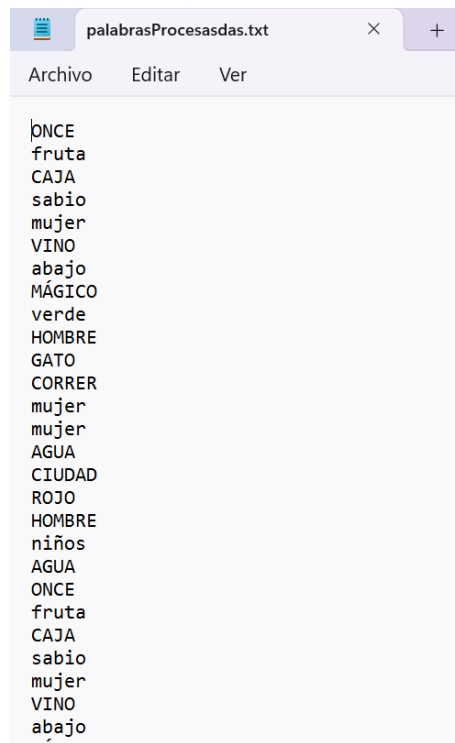 palabrasProcesasdas.txt
Archivo Editar Ver
ONCE
fruta
CAJA
sabio
mujer
VINO
abajo
MÁGICO
verde
HOMBRE
GATO
CORRER
mujer
mujer
AGUA
CIUDAD
ROJO
HOMBRE
niños
AGUA
ONCE
fruta
CAJA
sabio
mujer
VINO
abajo